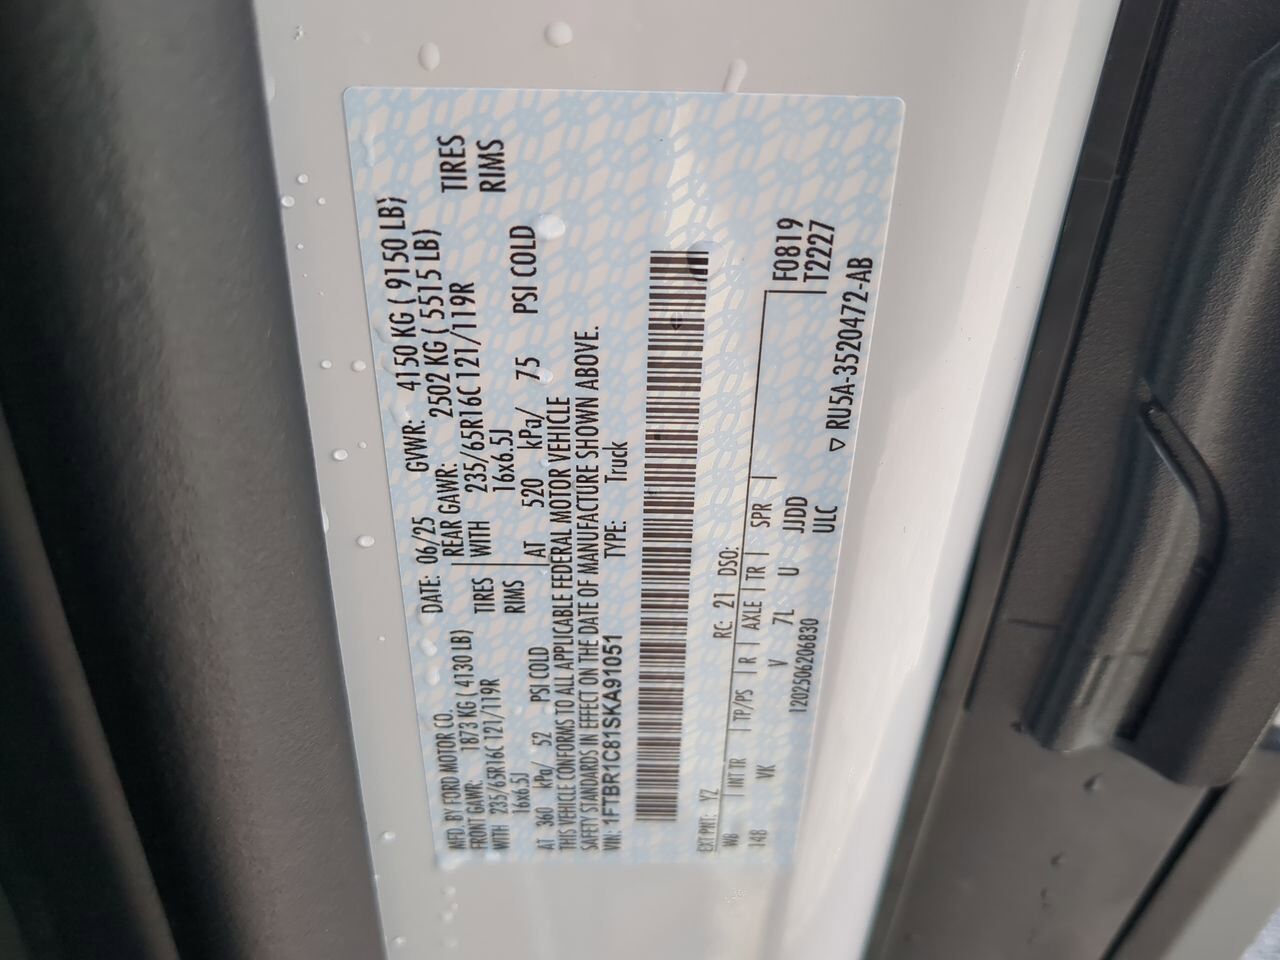 MFD. BY FORD MOTOR CO.
DATE: 06/25 GVWR: 4150 KG ( 9150 LB)
FRONT GAWR: 1873 KG ( 4130 LB)
REAR GAWR: 2502 KG ( 5515 LB)
WITH 235/65R16C 121/119R TIRES
WITH 235/65R16C 121/119R TIRES
16x6.5J RIMS
16x6.5J RIMS
AT 360 kPa/ 52 PSI COLD
AT 520 kPa/ 75 PSI COLD
THIS VEHICLE CONFORMS TO ALL APPLICABLE FEDERAL MOTOR VEHICLE
SAFETY STANDARDS IN EFFECT ON THE DATE OF MANUFACTURE SHOWN ABOVE.
VIN: 1FTBR1C81SKA91051 TYPE: Truck
EXT PNT: YZ RC: 21 DSO:
F0819
WB INT TR TP/PS R AXLE TR SPR T2227
148 VK V 7L U JJDD
ULC
1202506206830
▽ RU5A-3520472-AB